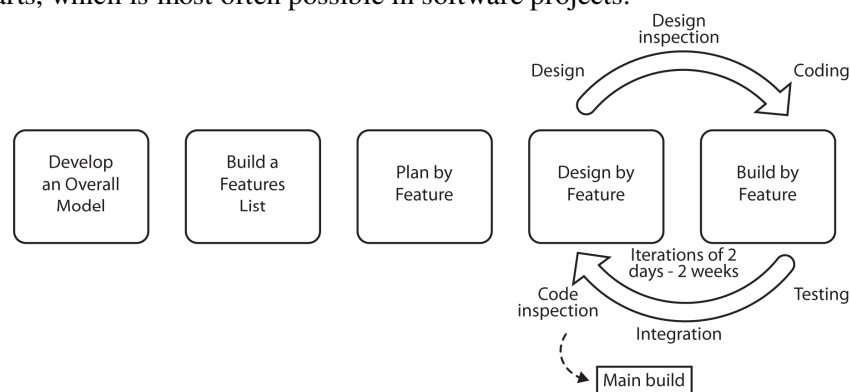 arts, which is most often possible in software projects.
Design
inspection
Design
Coding
Develop
an Overall
Model
Build a
Features
List
Plan by
Feature
Design by
Feature
Build by
Feature
Iterations of 2
days - 2 weeks
Code
inspection
Testing
Integration
Main build